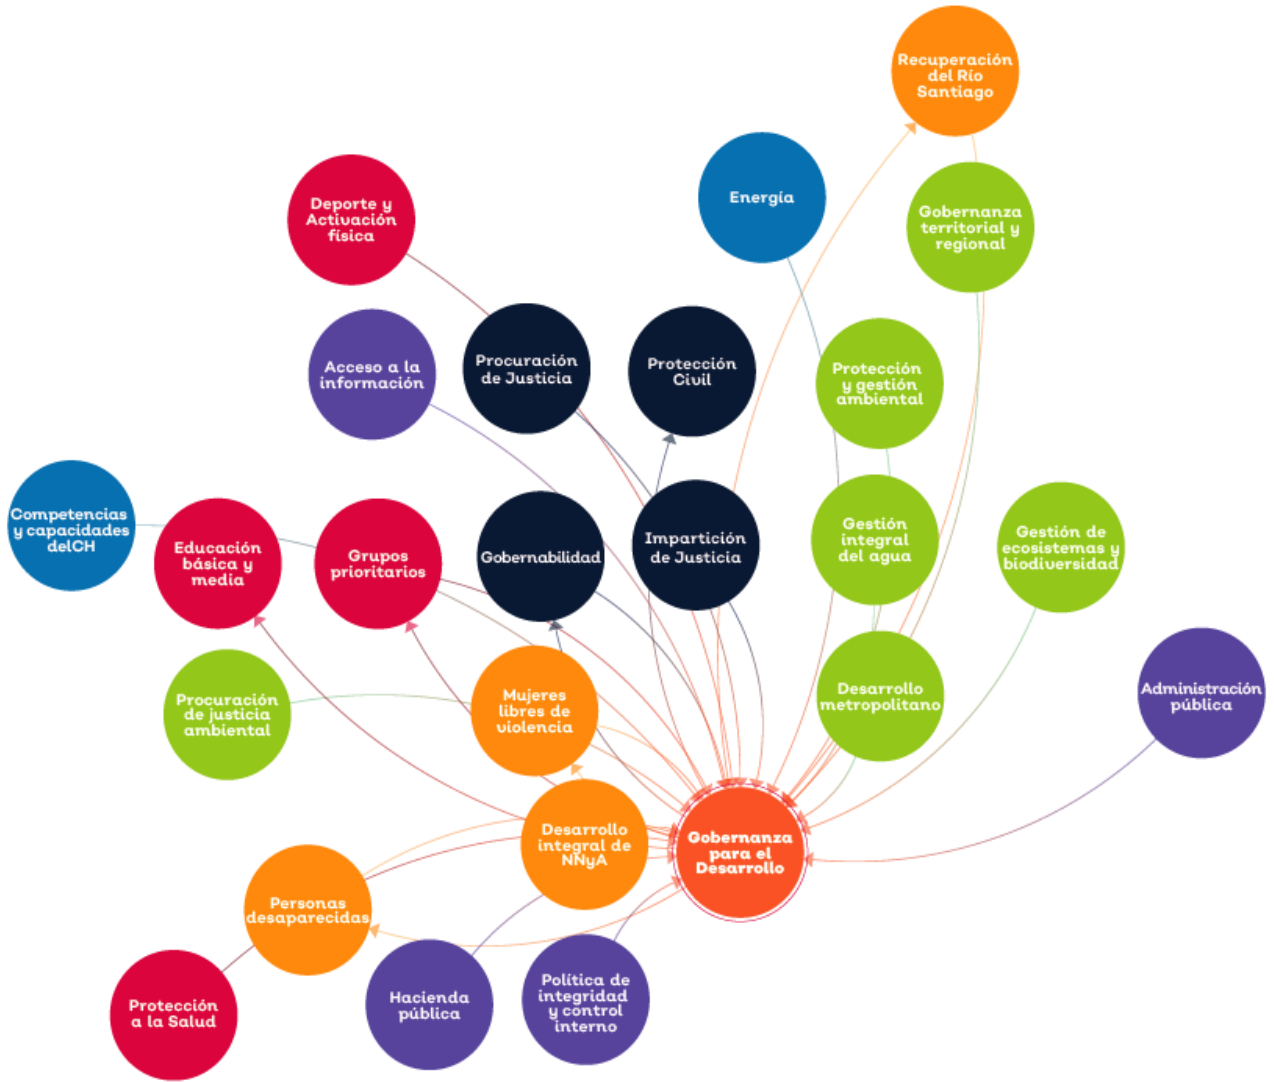 Recuperación
del Río
Santiago
Energía
Gobernanza
territorial y
regional
Deporte y
Activación
física
Acceso a la
información
Procuración
de Justicia
Protección
Civil
Protección
y gestión
ambiental
Competencias
y capacidades
delCH
Educación
básica y
media
Grupos
prioritarios
Gobernabilidad
Impartición
de Justicia
Gestión
integral
del agua
Gestión de
ecosistemas y
biodiversidad
Procuración
de justicia
ambiental
Mujeres
libres de
violencia
Desarrollo
metropolitano
Administración
pública
Desarrollo
integral de
NNyA
Gobernanza
para el
Desarrollo
Personas
desaparecidas
Protección
a la Salud
Hacienda
pública
Política de
integridad
y control
interno